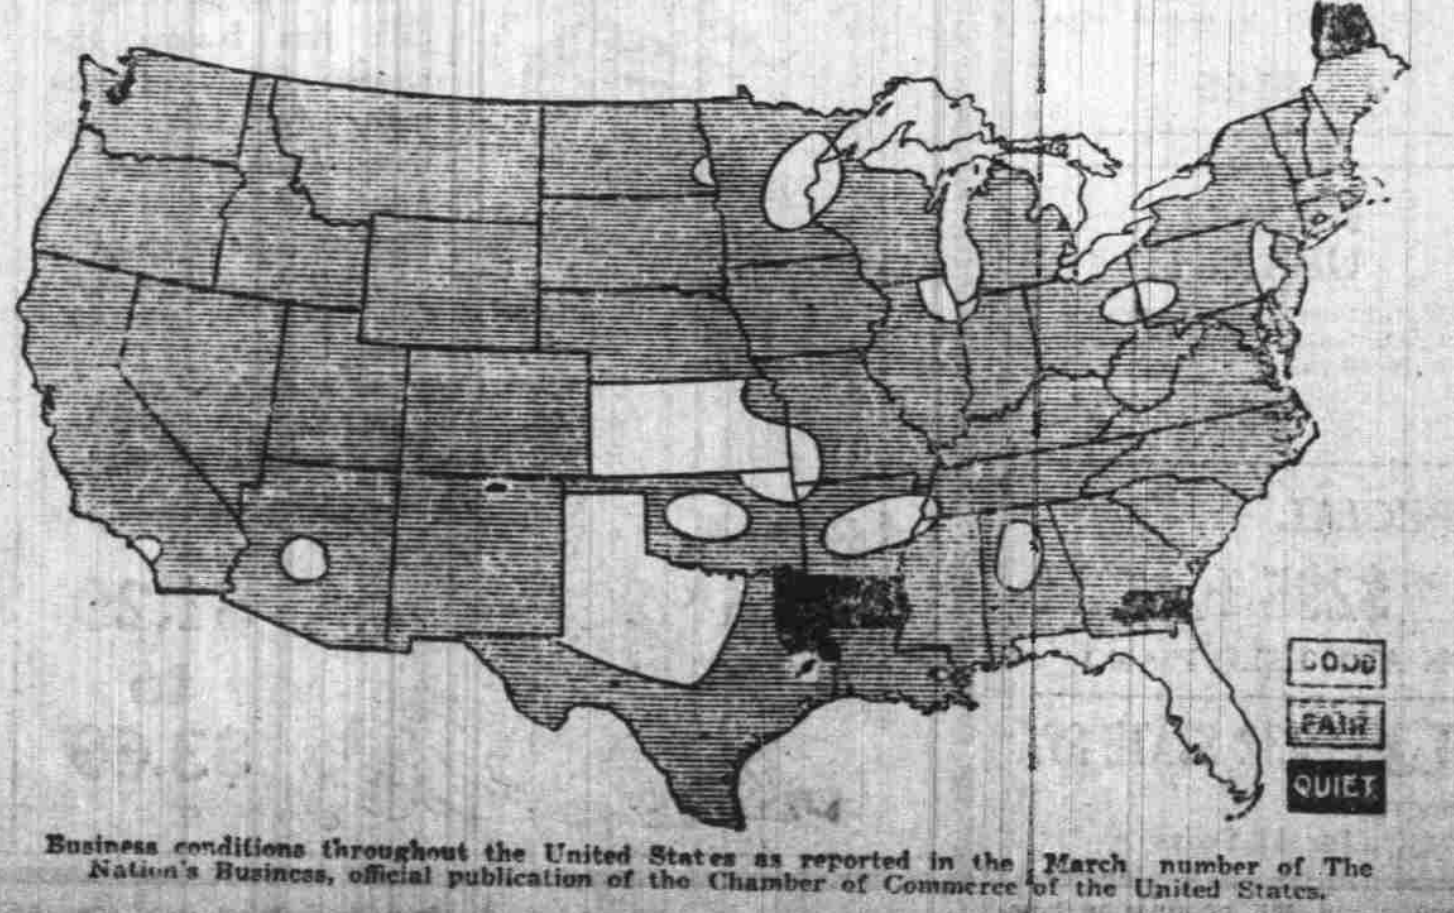 GOOD
FAIR
QUIET
Business conditions throughout the United States as reported in the March number of The
Nation's Business, official publication of the Chamber of Commerce of the United States.